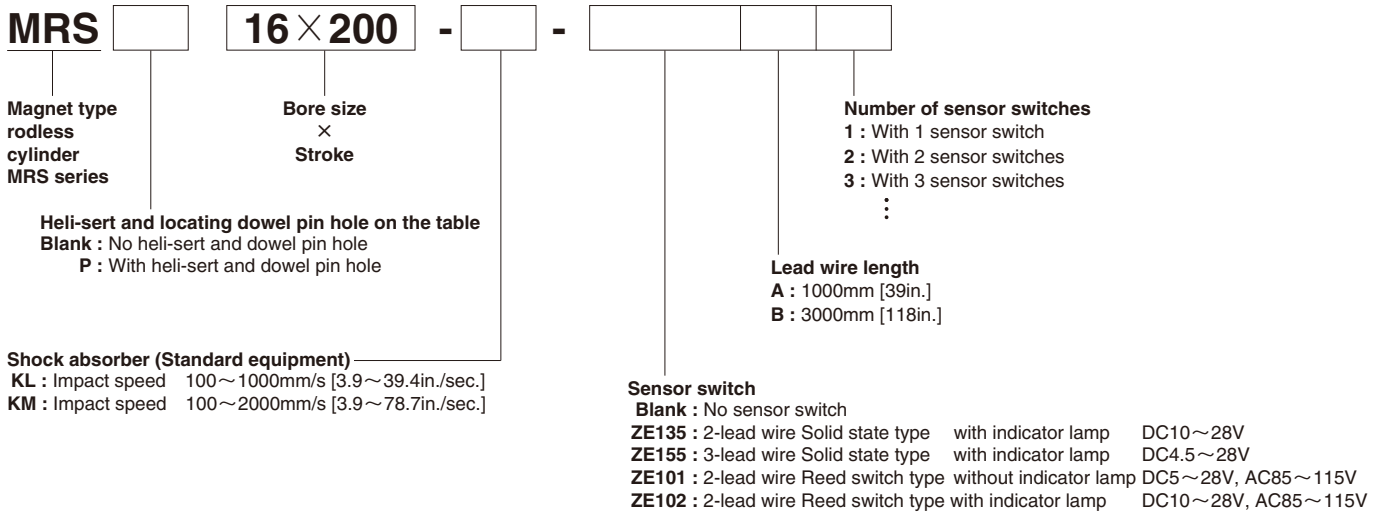 MRS 16×200 - -
Magnet type
rodless
cylinder
MRS series
Bore size
×
Stroke
Number of sensor switches
1 : With 1 sensor switch
2 : With 2 sensor switches
3 : With 3 sensor switches
⋮
Heli-sert and locating dowel pin hole on the table
Blank : No heli-sert and dowel pin hole
P : With heli-sert and dowel pin hole
Lead wire length
A : 1000mm [39in.]
B : 3000mm [118in.]
Shock absorber (Standard equipment)
KL : Impact speed 100～1000mm/s [3.9～39.4in./sec.]
KM : Impact speed 100～2000mm/s [3.9～78.7in./sec.]
Sensor switch
Blank : No sensor switch
ZE135 : 2-lead wire Solid state type with indicator lamp DC10～28V
ZE155 : 3-lead wire Solid state type with indicator lamp DC4.5～28V
ZE101 : 2-lead wire Reed switch type without indicator lamp DC5～28V, AC85～115V
ZE102 : 2-lead wire Reed switch type with indicator lamp DC10～28V, AC85～115V